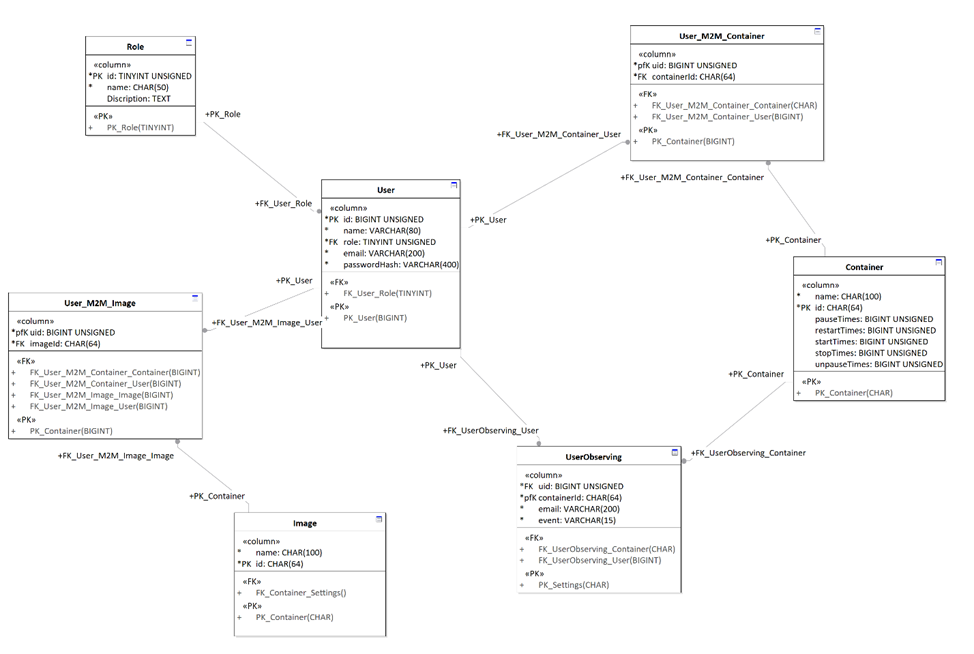 Role
«column»
*PK id: TINYINT UNSIGNED
* name: CHAR(50)
Discription: TEXT
«PK»
+ PK_Role(TINYINT)
+PK_Role
+FK_User_Role
User_M2M_Container
«column»
*pfK uid: BIGINT UNSIGNED
*FK containerId: CHAR(64)
«FK»
+ FK_User_M2M_Container_Container(CHAR)
+ FK_User_M2M_Container_User(BIGINT)
«PK»
+ PK_Container(BIGINT)
+FK_User_M2M_Container_User
+PK_User
+FK_User_M2M_Container_Container
+PK_Container
User
«column»
*PK id: BIGINT UNSIGNED
* name: VARCHAR(80)
*FK role: TINYINT UNSIGNED
* email: VARCHAR(200)
* passwordHash: VARCHAR(400)
«FK»
+ FK_User_Role(TINYINT)
«PK»
+ PK_User(BIGINT)
+PK_User
+FK_User_M2M_Image_User
Container
«column»
* name: CHAR(100)
*PK id: CHAR(64)
pauseTimes: BIGINT UNSIGNED
restartTimes: BIGINT UNSIGNED
startTimes: BIGINT UNSIGNED
stopTimes: BIGINT UNSIGNED
unpauseTimes: BIGINT UNSIGNED
«PK»
+ PK_Container(CHAR)
User_M2M_Image
«column»
*pfK uid: BIGINT UNSIGNED
*FK imageId: CHAR(64)
«FK»
+ FK_User_M2M_Container_Container(BIGINT)
+ FK_User_M2M_Container_User(BIGINT)
+ FK_User_M2M_Image_Image(BIGINT)
+ FK_User_M2M_Image_User(BIGINT)
«PK»
+ PK_Container(BIGINT)
+PK_User
+FK_UserObserving_User
+PK_Container
+FK_UserObserving_Container
+FK_User_M2M_Image_Image
+PK_Container
UserObserving
«column»
*FK uid: BIGINT UNSIGNED
*pfK containerId: CHAR(64)
* email: VARCHAR(200)
* event: VARCHAR(15)
«FK»
+ FK_UserObserving_Container(CHAR)
+ FK_UserObserving_User(BIGINT)
«PK»
+ PK_Settings(CHAR)
Image
«column»
* name: CHAR(100)
*PK id: CHAR(64)
«FK»
+ FK_Container_Settings()
«PK»
+ PK_Container(CHAR)